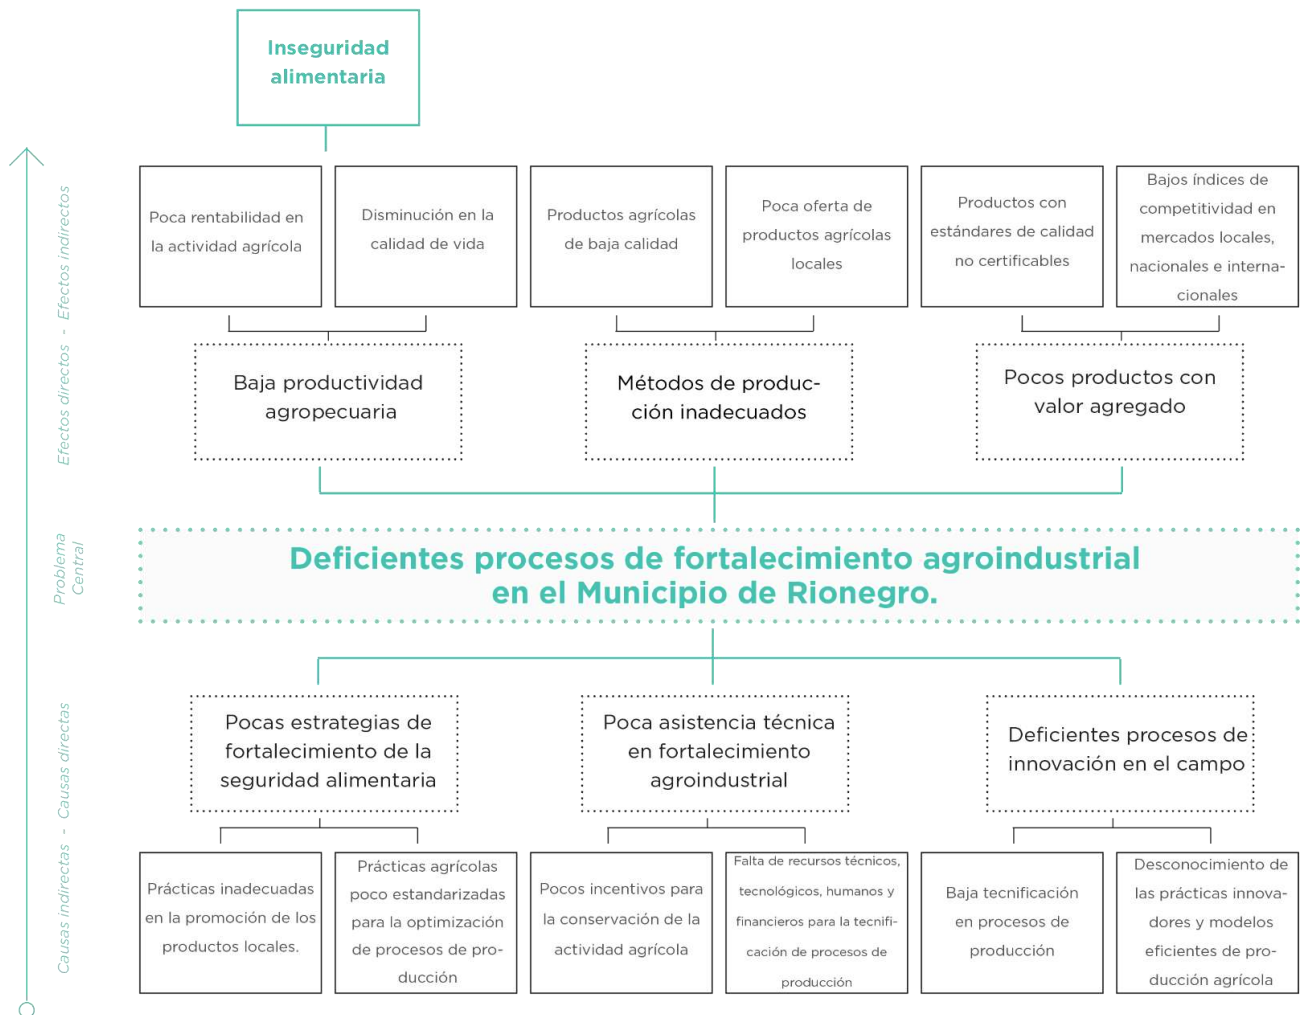 Inseguridad
alimentaria
Poca rentabilidad en
la actividad agrícola
Disminución en la
calidad de vida
Productos agrícolas
de baja calidad
Poca oferta de
productos agrícolas
locales
Productos con
estándares de calidad
no certificables
Bajos índices de
competitividad en
mercados locales,
nacionales e interna-
cionales
Efectos directos - Efectos indirectos
Baja productividad
agropecuaria
Métodos de produc-
ción inadecuados
Pocos productos con
valor agregado
Problema
Central
Deficientes procesos de fortalecimiento agroindustrial
en el Municipio de Rionegro.
Causas indirectas - Causas directas
Pocas estrategias de
fortalecimiento de la
seguridad alimentaria
Poca asistencia técnica
en fortalecimiento
agroindustrial
Deficientes procesos de
innovación en el campo
Prácticas inadecuadas
en la promoción de los
productos locales.
Prácticas agrícolas
poco estandarizadas
para la optimización
de procesos de pro-
ducción
Pocos incentivos para
la conservación de la
actividad agrícola
Falta de recursos técnicos,
tecnológicos, humanos y
financieros para la tecnifi-
cación de procesos de
producción
Baja tecnificación
en procesos de
producción
Desconocimiento de
las prácticas innova-
dores y modelos
eficientes de pro-
ducción agrícola